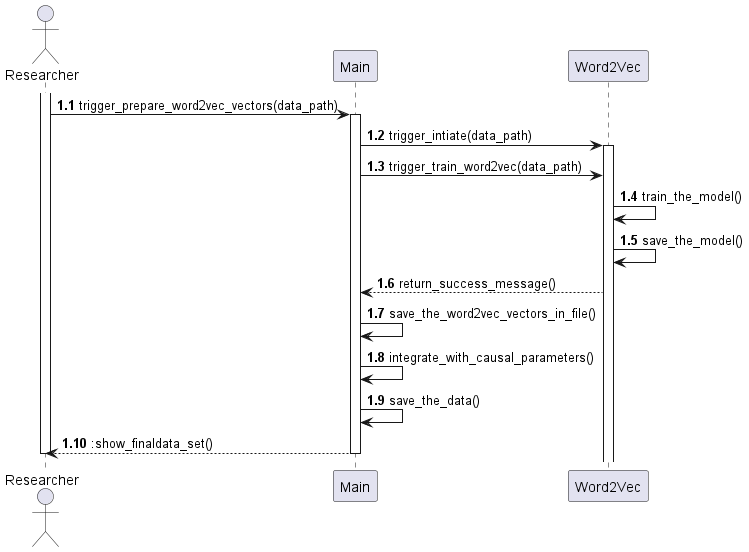 Researcher
Main
Word2Vec
1.1 trigger_prepare_word2vec_vectors(data_path)
1.2 trigger_intiate(data_path)
1.3 trigger_train_word2vec(data_path)
1.4 train_the_model()
1.5 save_the_model()
1.6 return_success_message()
1.7 save_the_word2vec_vectors_in_file()
1.8 integrate_with_causal_parameters()
1.9 save_the_data()
1.10 :show_finaldata_set()
Researcher
Main
Word2Vec